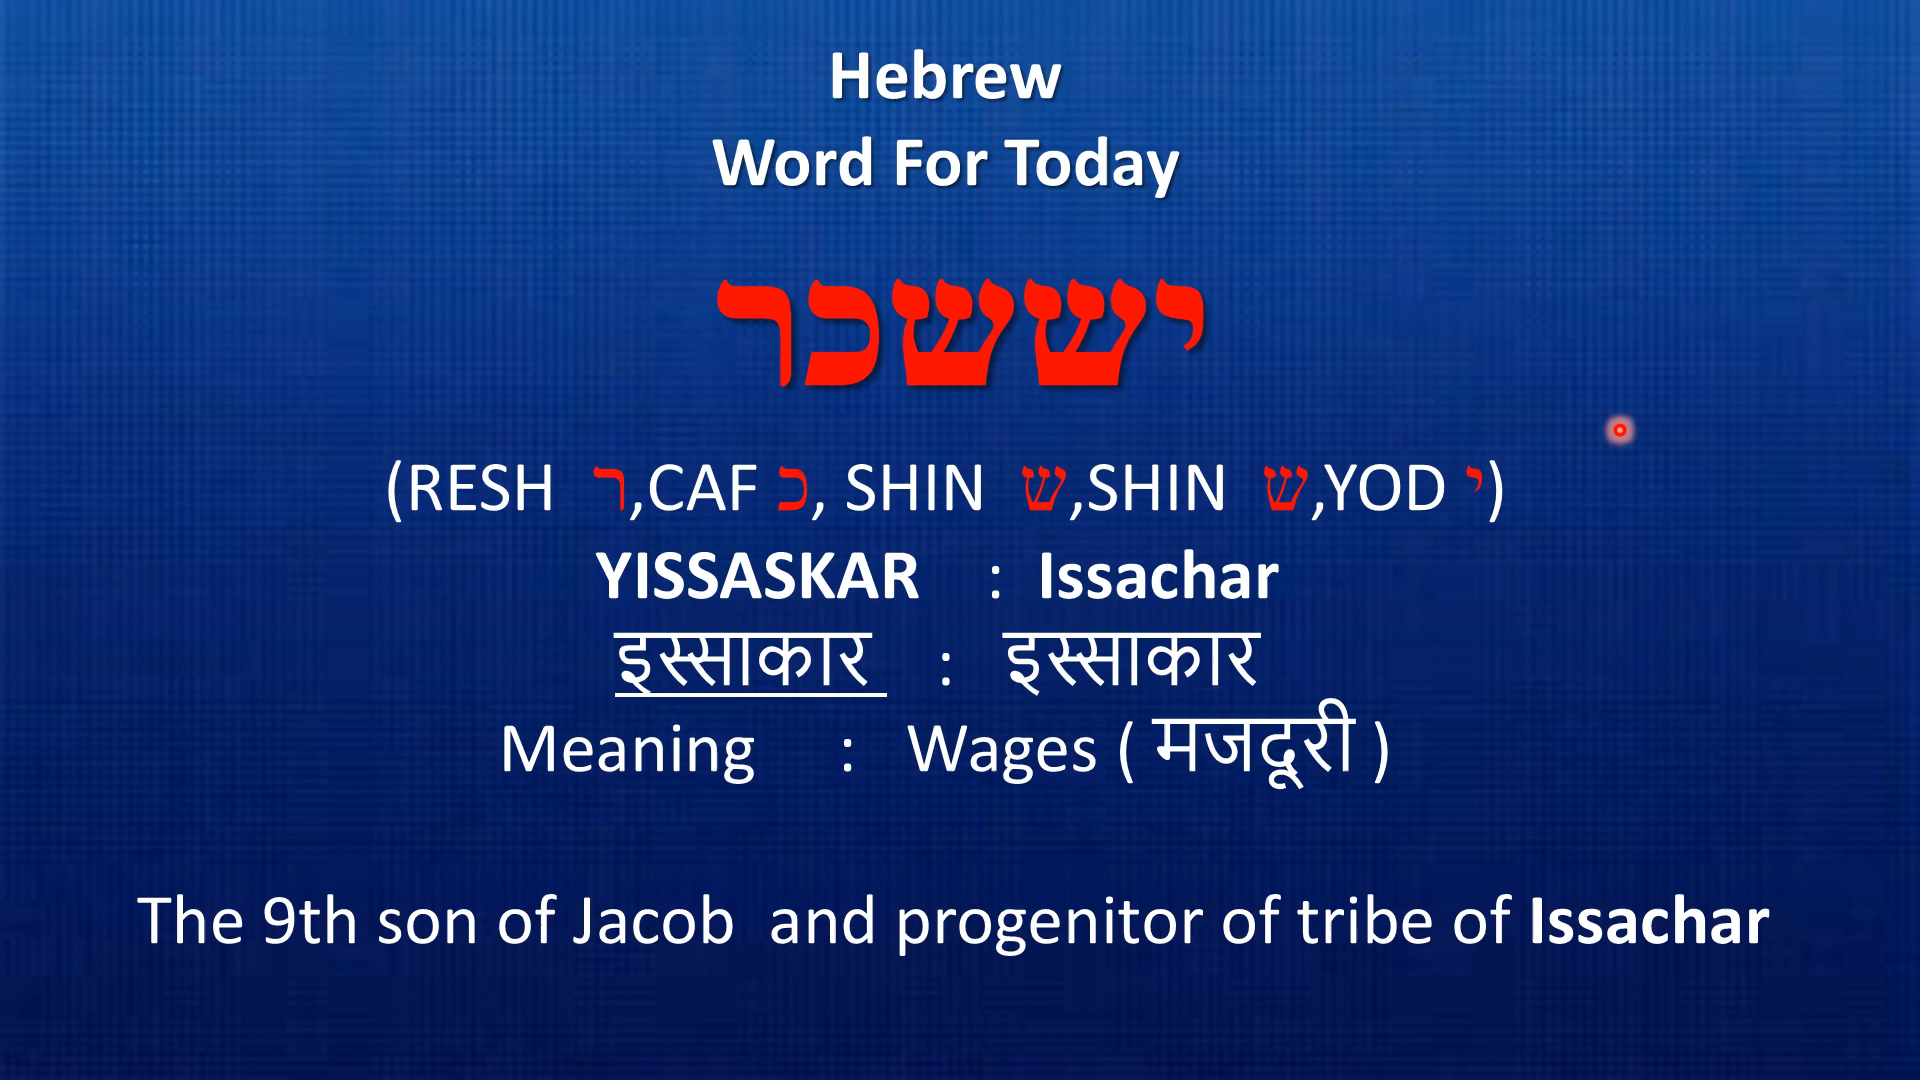 Hebrew
Word For Today
יששכר
(RESH ר,CAF כ, SHIN ש,SHIN ש,YOD י)
YISSASKAR : Issachar
इस्साकार : इस्साकार
Meaning : Wages ( मजदूरी )
The 9th son of Jacob and progenitor of tribe of Issachar